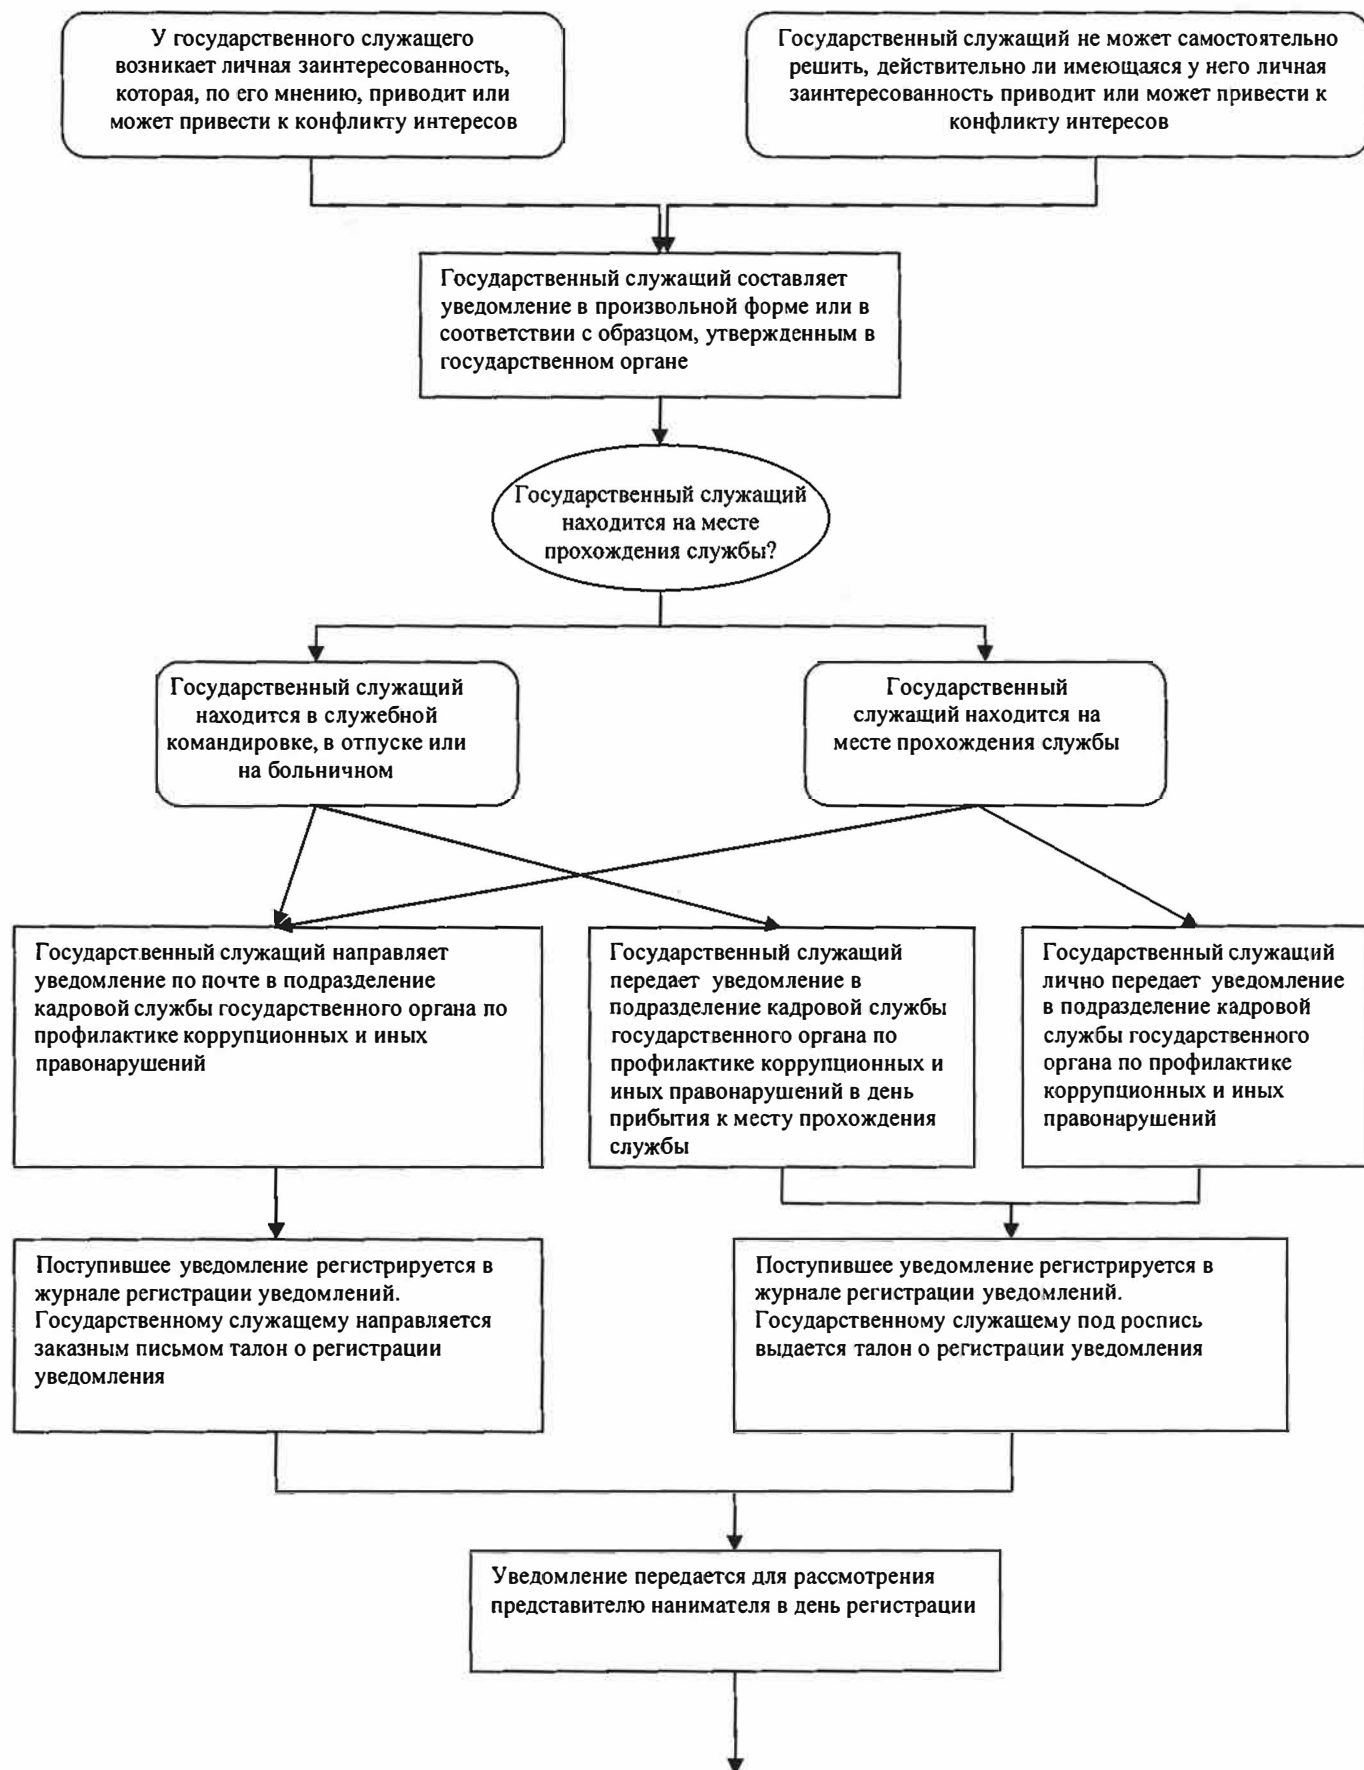 У государственного служащего
возникает личная заинтересованность,
которая, по его мнению, приводит или
может привести к конфликту интересов
Государственный служащий не может самостоятельно
решить, действительно ли имеющаяся у него личная
заинтересованность приводит или может привести к
конфликту интересов
Государственный служащий составляет
уведомление в произвольной форме или в
соответствии с образцом, утвержденным в
государственном органе
Государственный служащий
находится на месте
прохождения службы?
Государственный служащий
находится в служебной
командировке, в отпуске или
на больничном
Государственный
служащий находится на
месте прохождения службы
Государственный служащий направляет
уведомление по почте в подразделение
кадровой службы государственного органа по
профилактике коррупционных и иных
правонарушений
Государственный служащий
передает уведомление в
подразделение кадровой службы
государственного органа по
профилактике коррупционных и
иных правонарушений в день
прибытия к месту прохождения
службы
Государственный служащий
лично передает уведомление
в подразделение кадровой
службы государственного
органа по профилактике
коррупционных и иных
правонарушений
Поступившее уведомление регистрируется в
журнале регистрации уведомлений.
Государственному служащему направляется
заказным письмом талон о регистрации
уведомления
Поступившее уведомление регистрируется в
журнале регистрации уведомлений.
Государственному служащему под роспись
выдается талон о регистрации уведомления
Уведомление передается для рассмотрения
представителю нанимателя в день регистрации